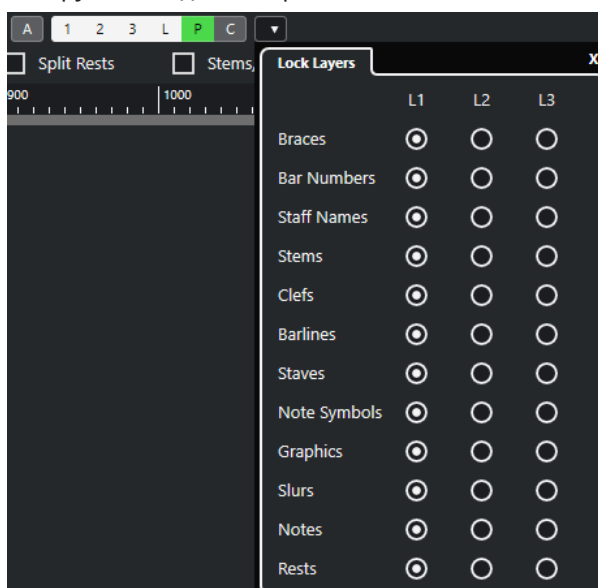 A 1 2 3 L P C
Split Rests Stems/
Lock Layers X
900 1000
L1 L2 L3
Braces
Bar Numbers
Staff Names
Stems
Clefs
Barlines
Staves
Note Symbols
Graphics
Slurs
Notes
Rests